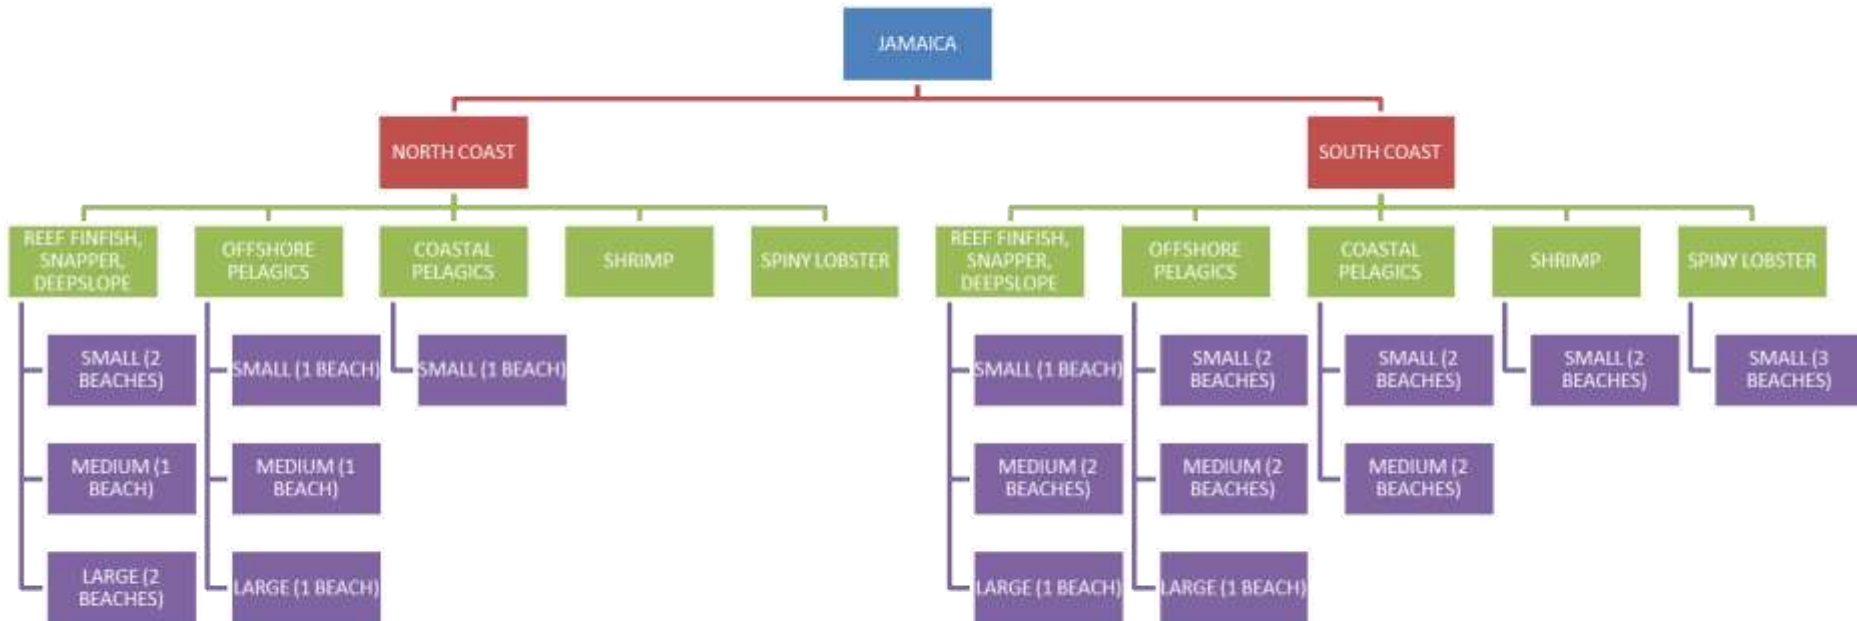 JAMAICA
NORTH COAST
SOUTH COAST
REEF FINFISH,
SNAPPER,
DEEPSLOPE
OFFSHORE
PELAGICS
COASTAL
PELAGICS
SHRIMP
SPINY LOBSTER
REEF FINFISH,
SNAPPER,
DEEPSLOPE
OFFSHORE
PELAGICS
COASTAL
PELAGICS
SHRIMP
SPINY LOBSTER
SMALL (2
BEACHES)
SMALL (1 BEACH)
SMALL (1 BEACH)
SMALL (1 BEACH)
SMALL (2
BEACHES)
SMALL (2
BEACHES)
SMALL (2
BEACHES)
SMALL (3
BEACHES)
MEDIUM (1
BEACH)
MEDIUM (1
BEACH)
MEDIUM (2
BEACHES)
MEDIUM (2
BEACHES)
MEDIUM (2
BEACHES)
LARGE (2
BEACHES)
LARGE (1 BEACH)
LARGE (1 BEACH)
LARGE (1 BEACH)